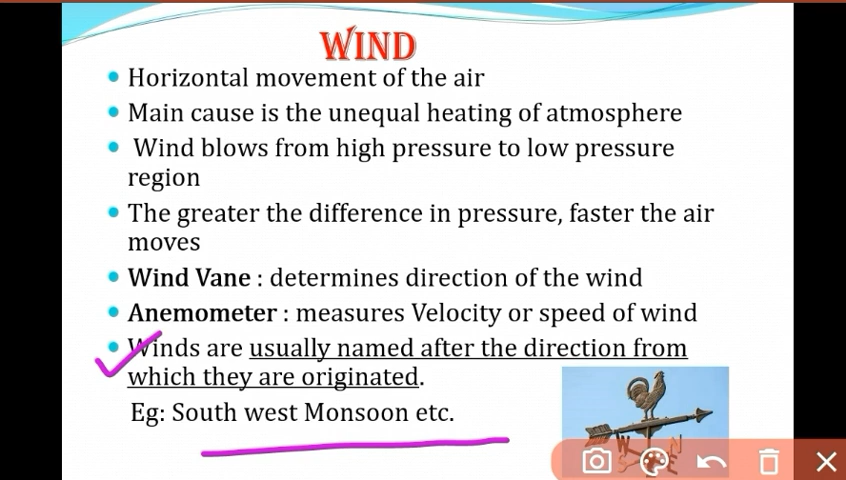 WIND
Horizontal movement of the air
Main cause is the unequal heating of atmosphere
Wind blows from high pressure to low pressure
region
The greater the difference in pressure, faster the air
moves
Wind Vane : determines direction of the wind
Anemometer : measures Velocity or speed of wind
Winds are usually named after the direction from
which they are originated.
Eg: South west Monsoon etc.
W N
S E